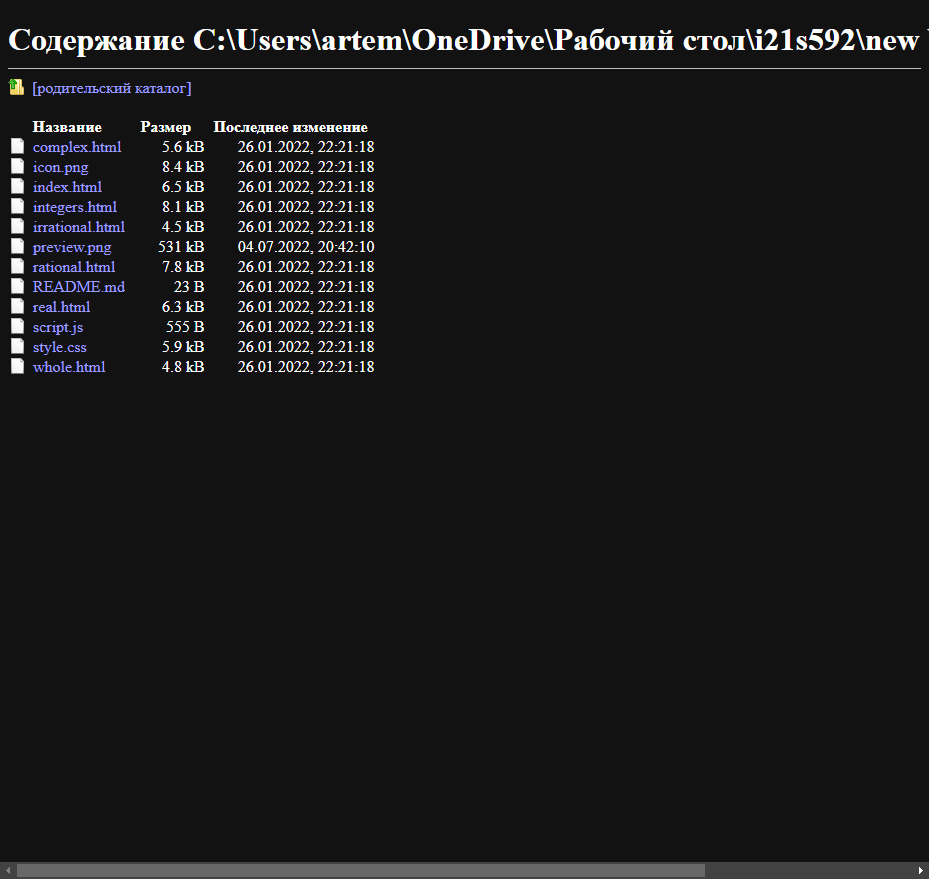 Содержание C:\Users\artem\OneDrive\Рабочий стол\i21s592\new
[родительский каталог]
Название Размер Последнее изменение
complex.html 5.6 kB 26.01.2022, 22:21:18
icon.png 8.4 kB 26.01.2022, 22:21:18
index.html 6.5 kB 26.01.2022, 22:21:18
integers.html 8.1 kB 26.01.2022, 22:21:18
irrational.html 4.5 kB 26.01.2022, 22:21:18
preview.png 531 kB 04.07.2022, 20:42:10
rational.html 7.8 kB 26.01.2022, 22:21:18
README.md 23 B 26.01.2022, 22:21:18
real.html 6.3 kB 26.01.2022, 22:21:18
script.js 555 B 26.01.2022, 22:21:18
style.css 5.9 kB 26.01.2022, 22:21:18
whole.html 4.8 kB 26.01.2022, 22:21:18